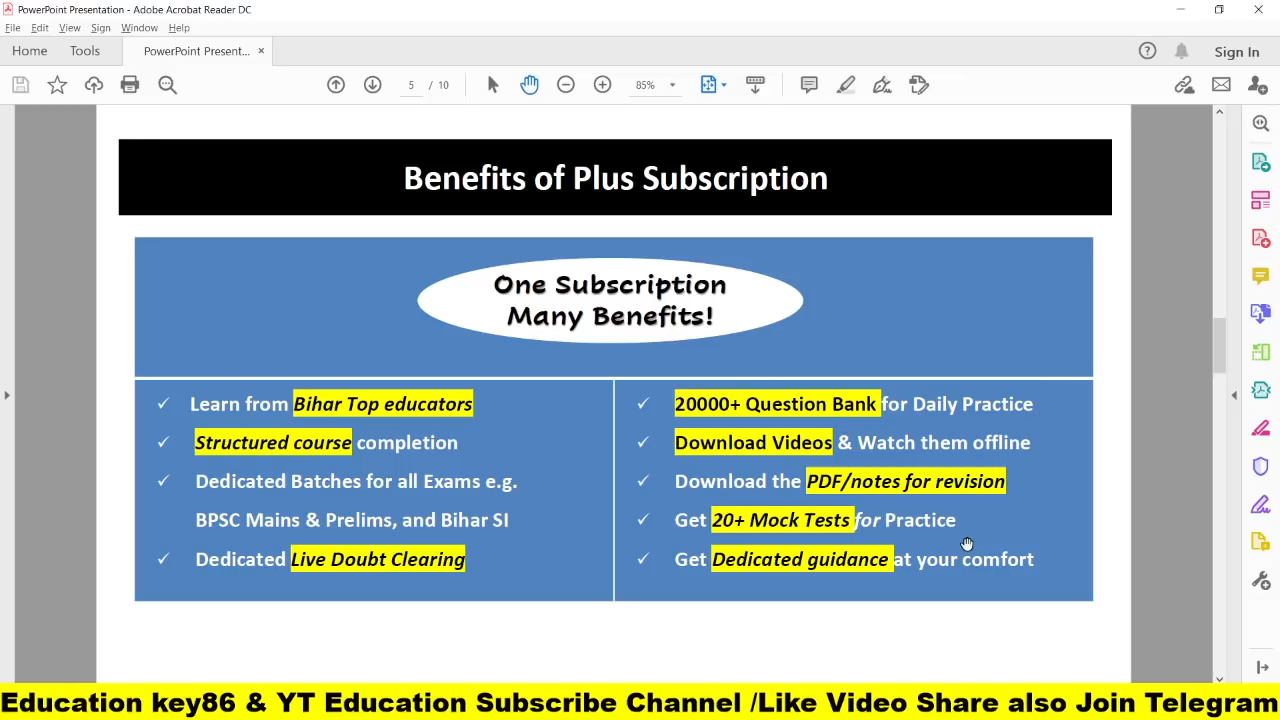 PowerPoint Presentation - Adobe Acrobat Reader DC
File Edit View Sign Window Help
Home Tools PowerPoint Present... × Sign In
5 / 10 85%
Benefits of Plus Subscription
One Subscription
Many Benefits!
✓ Learn from Bihar Top educators
✓ Structured course completion
✓ Dedicated Batches for all Exams e.g.
BPSC Mains & Prelims, and Bihar SI
✓ Dedicated Live Doubt Clearing
✓ 20000+ Question Bank for Daily Practice
✓ Download Videos & Watch them offline
✓ Download the PDF/notes for revision
✓ Get 20+ Mock Tests for Practice
✓ Get Dedicated guidance at your comfort
Education key86 & YT Education Subscribe Channel /Like Video Share also Join Telegram